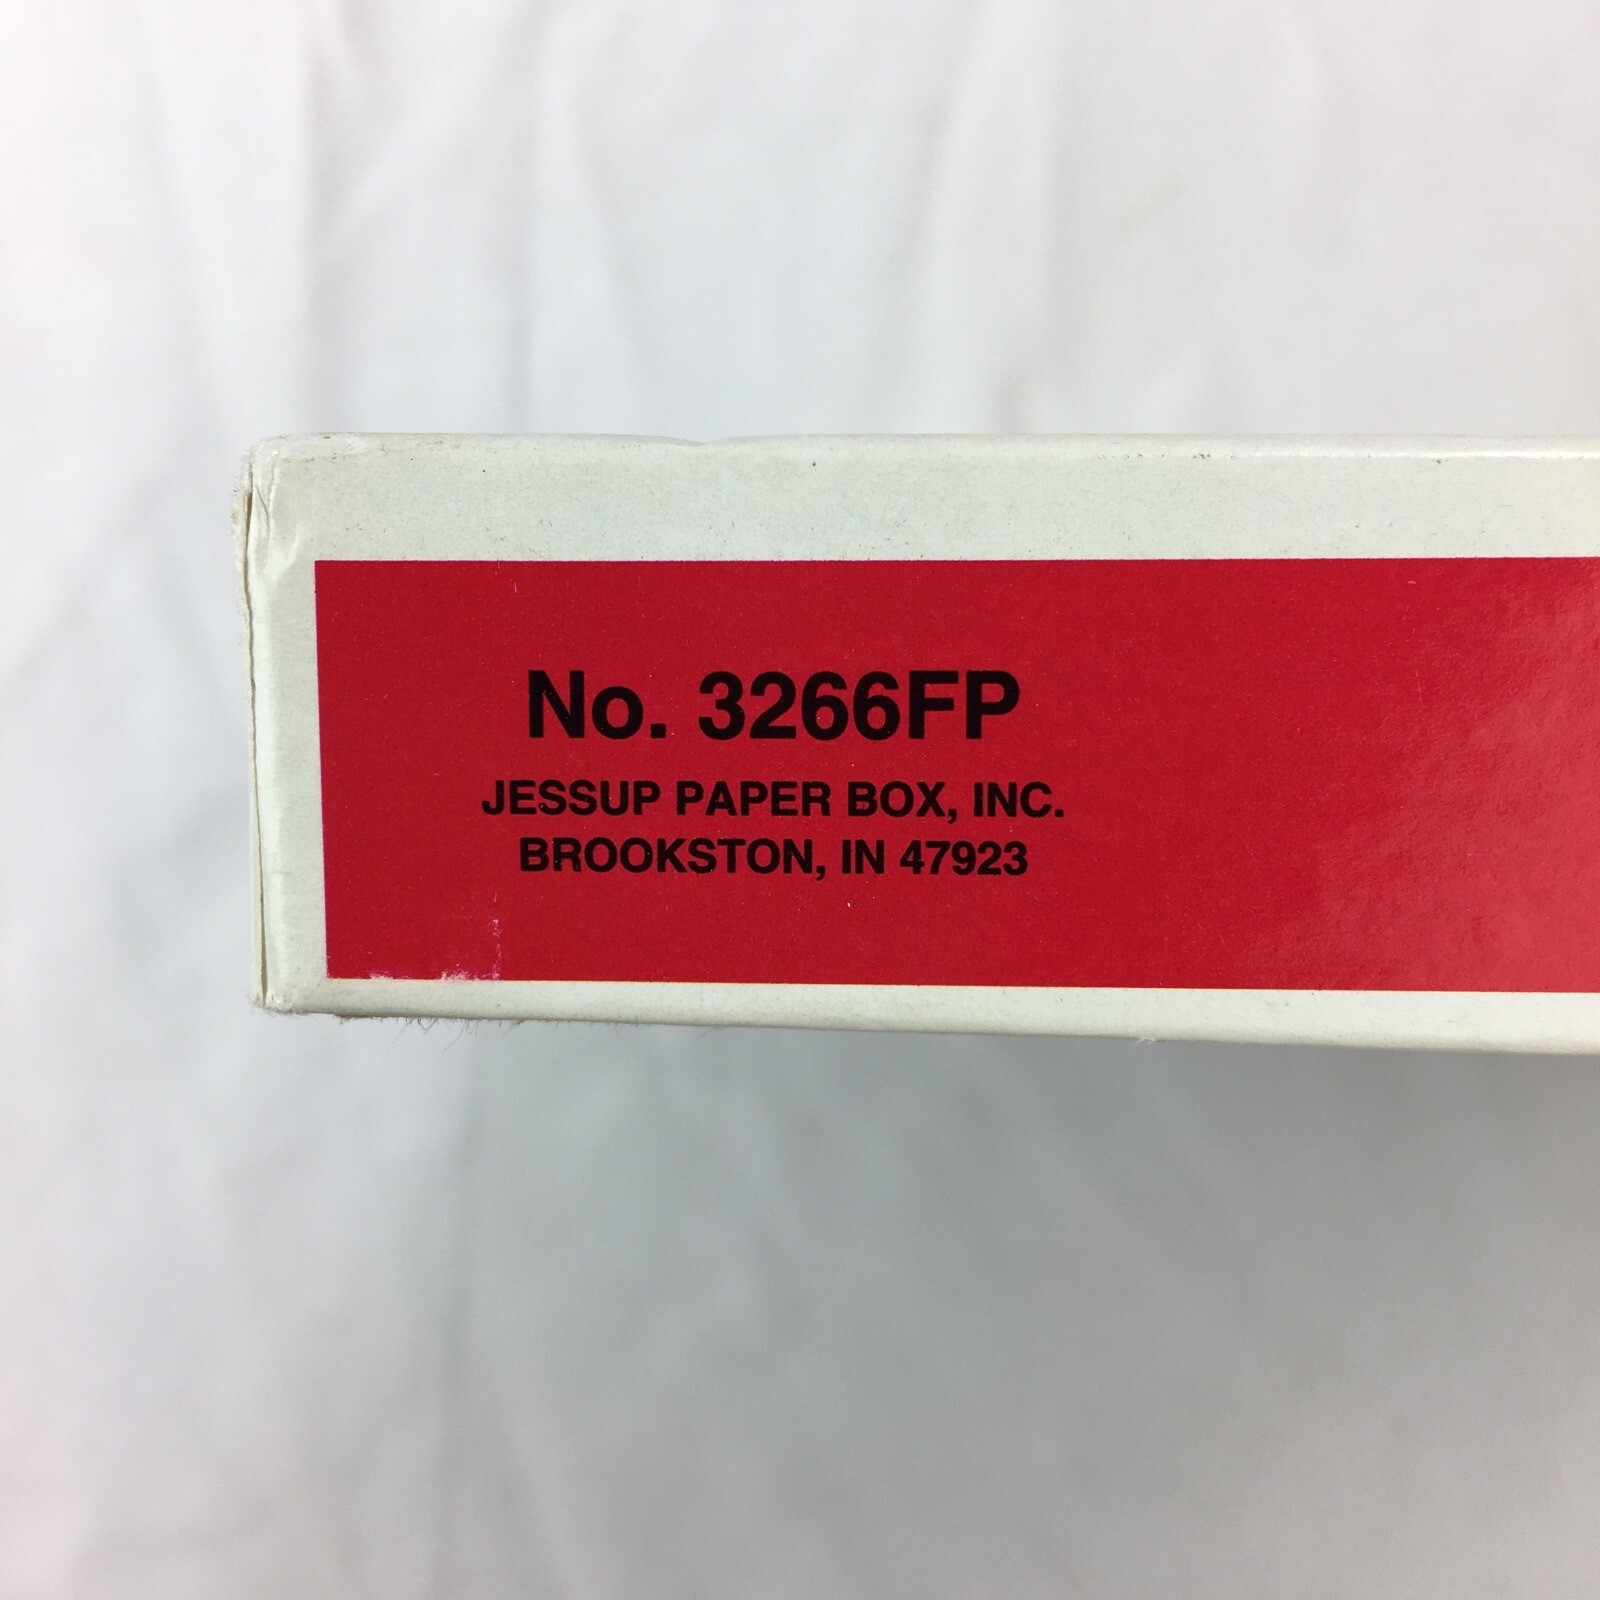 No. 3266FP
JESSUP PAPER BOX, INC.
BROOKSTON, IN 47923